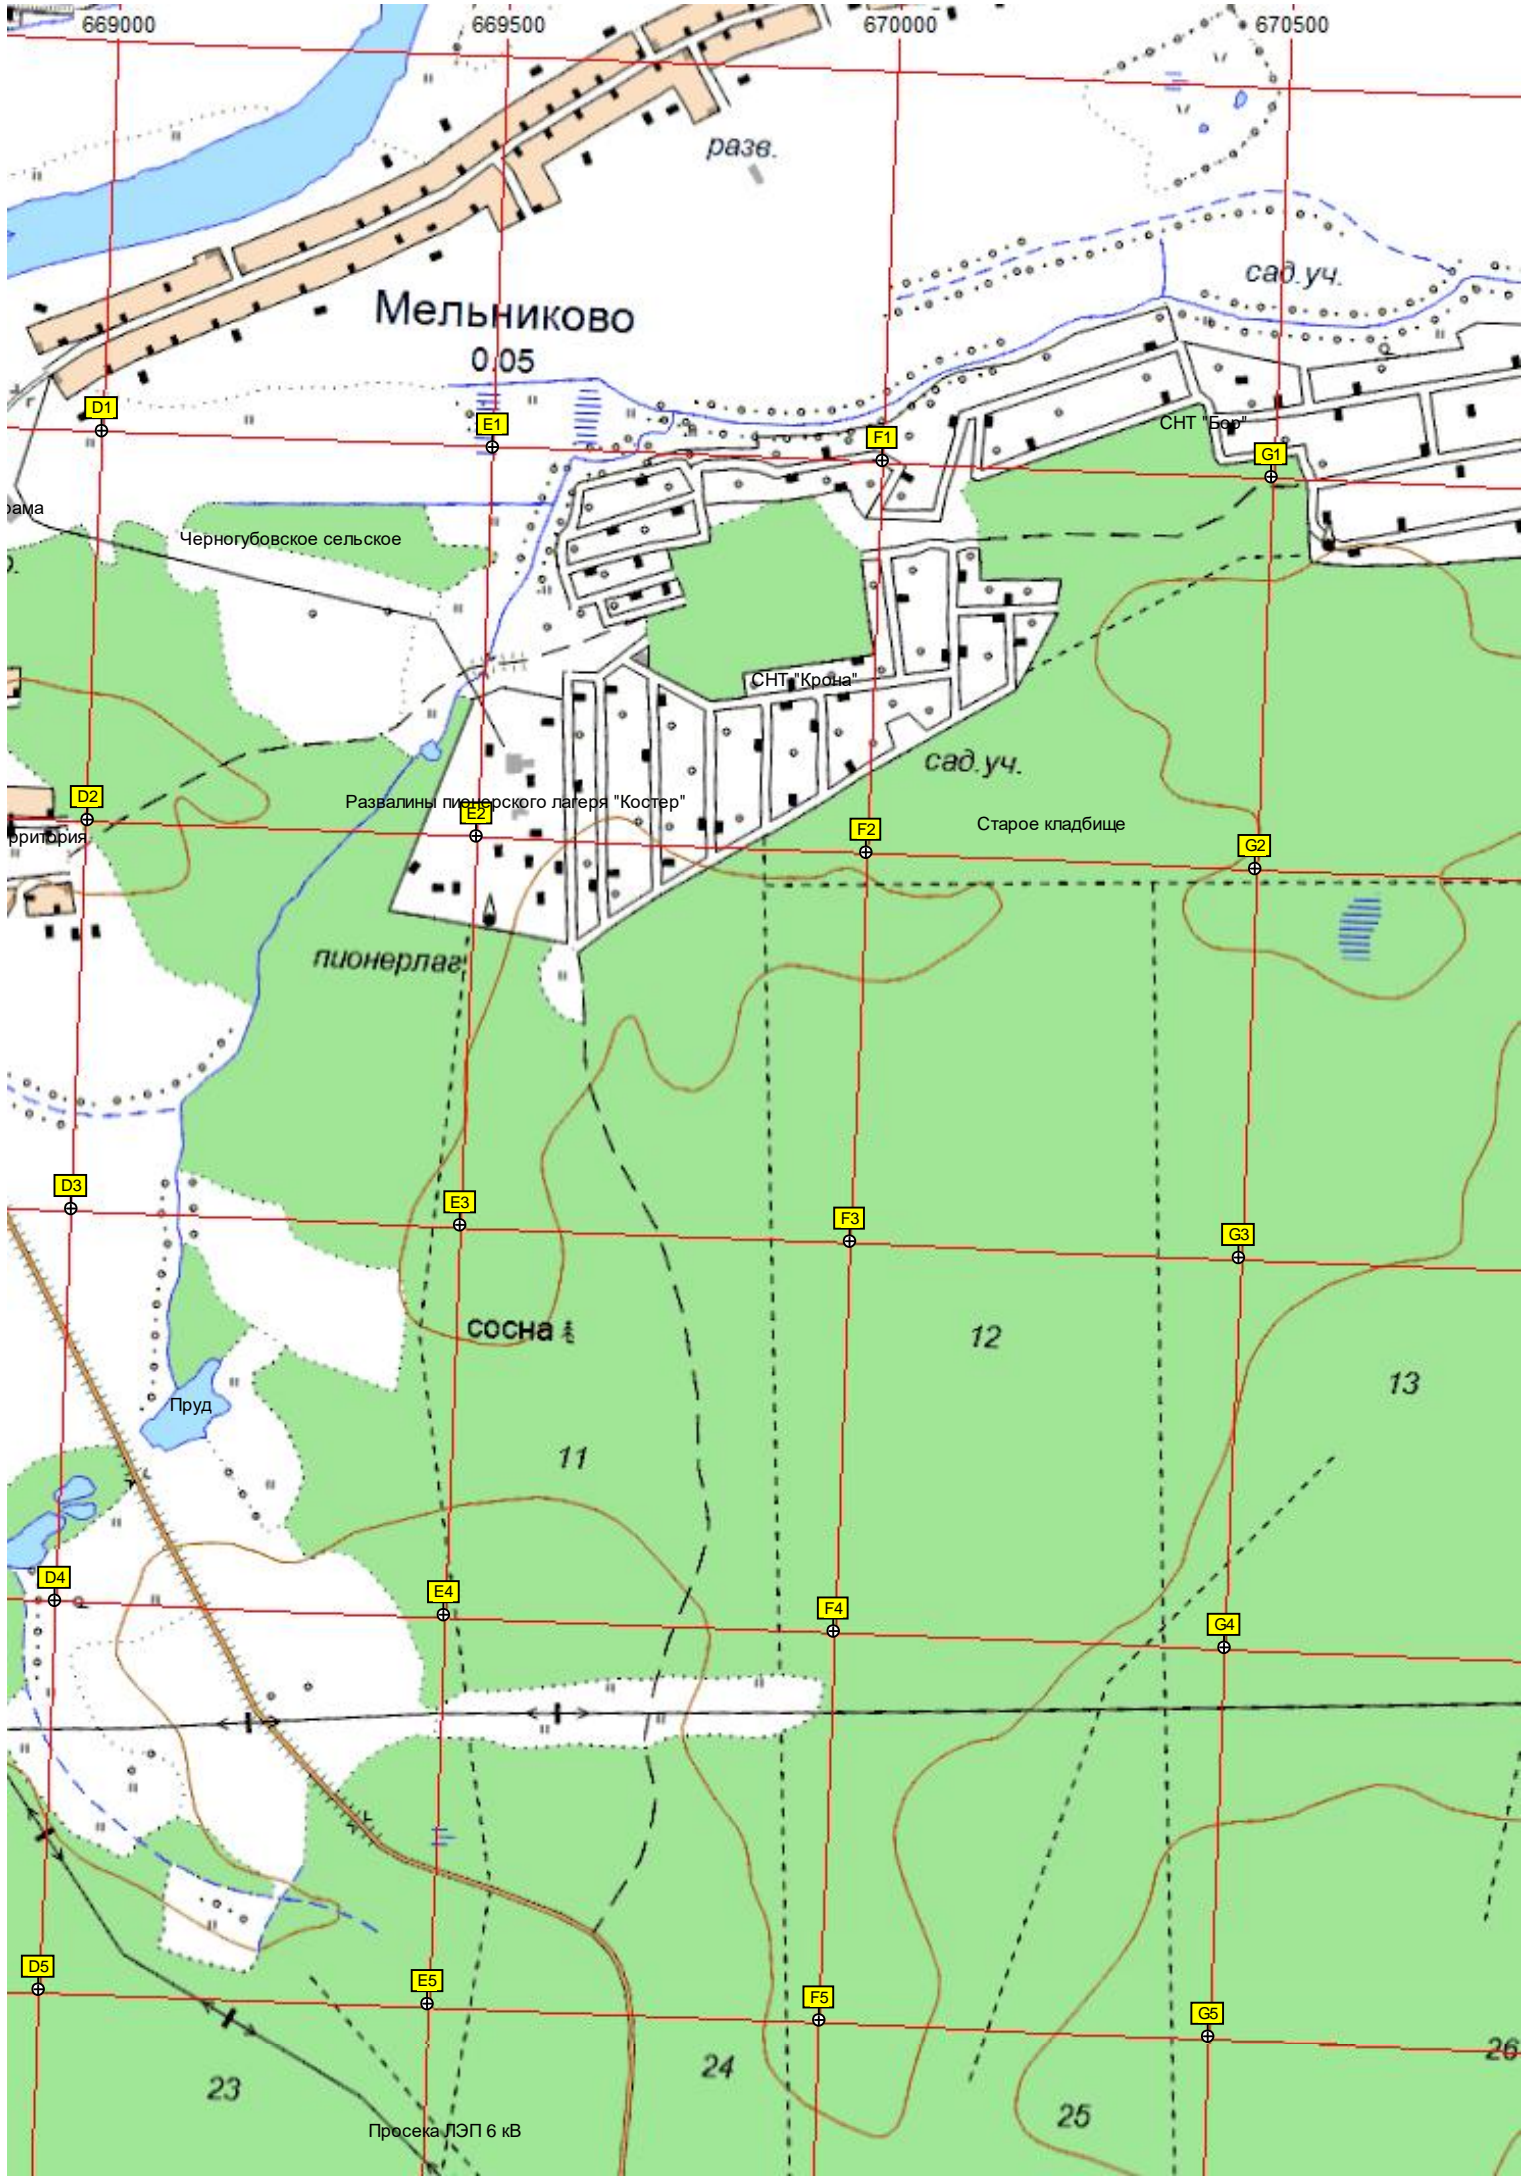 669000 669500 670000 670500
разв.
сад.уч.
Мельниково
0.05
D1
E1
СНТ "Бор"
F1
G1
рама
Черногубовское сельское
СНТ "Крона"
сад.уч.
D2
Развалины пионерского лагеря "Костер"
E2
Старое кладбище
F2
рритория
G2
пионерлаг.
D3
E3
F3
G3
сосна
12
13
Пруд
11
D4
E4
F4
G4
D5
E5
F5
G5
26
24
23
25
Просека ЛЭП 6 кВ